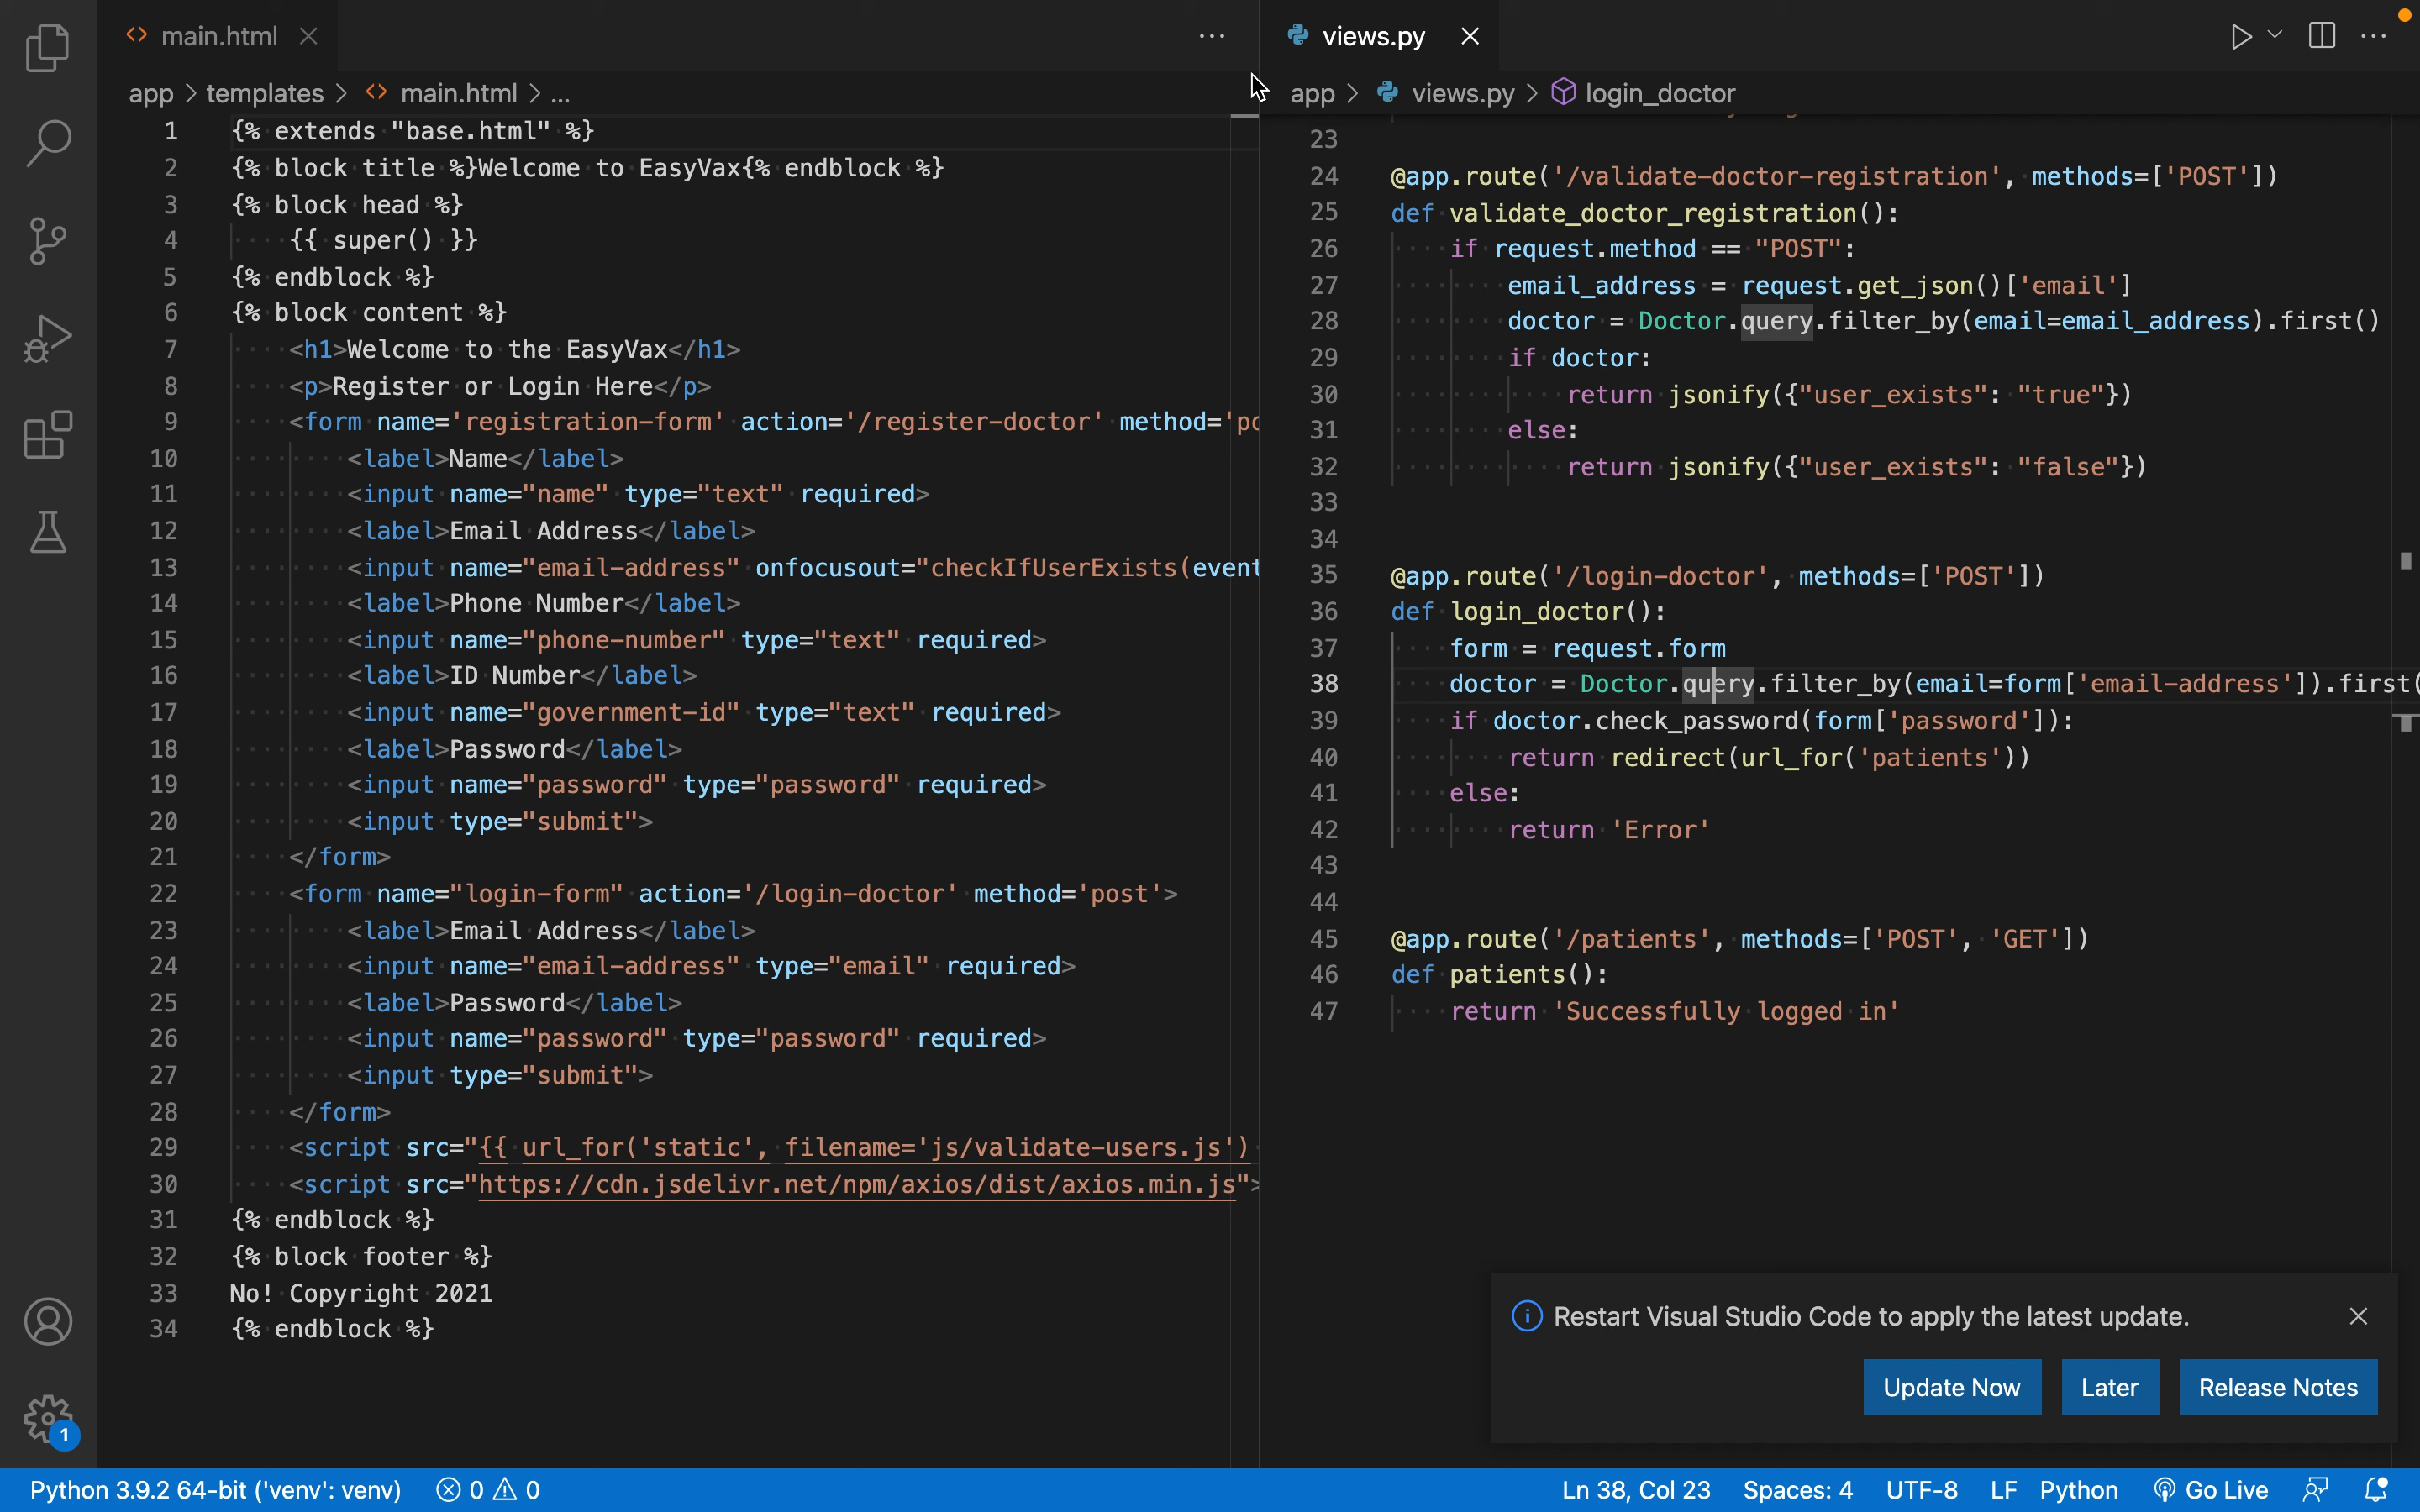 main.html
app > templates > main.html > ...
1 {% extends "base.html" %}
2 {% block title %}Welcome to EasyVax{% endblock %}
3 {% block head %}
4 {{ super() }}
5 {% endblock %}
6 {% block content %}
7 <h1>Welcome to the EasyVax</h1>
8 <p>Register or Login Here</p>
9 <form name='registration-form' action='/register-doctor' method='po
10 <label>Name</label>
11 <input name="name" type="text" required>
12 <label>Email Address</label>
13 <input name="email-address" onfocusout="checkIfUserExists(event
14 <label>Phone Number</label>
15 <input name="phone-number" type="text" required>
16 <label>ID Number</label>
17 <input name="government-id" type="text" required>
18 <label>Password</label>
19 <input name="password" type="password" required>
20 <input type="submit">
21 </form>
22 <form name="login-form" action='/login-doctor' method='post'>
23 <label>Email Address</label>
24 <input name="email-address" type="email" required>
25 <label>Password</label>
26 <input name="password" type="password" required>
27 <input type="submit">
28 </form>
29 <script src="{{ url_for('static', filename='js/validate-users.js')
30 <script src="https://cdn.jsdelivr.net/npm/axios/dist/axios.min.js">
31 {% endblock %}
32 {% block footer %}
33 No! Copyright 2021
34 {% endblock %}
views.py
app > views.py > login_doctor
23
24 @app.route('/validate-doctor-registration', methods=['POST'])
25 def validate_doctor_registration():
26 if request.method == "POST":
27 email_address = request.get_json()['email']
28 doctor = Doctor.query.filter_by(email=email_address).first()
29 if doctor:
30 return jsonify({"user_exists": "true"})
31 else:
32 return jsonify({"user_exists": "false"})
33
34
35 @app.route('/login-doctor', methods=['POST'])
36 def login_doctor():
37 form = request.form
38 doctor = Doctor.query.filter_by(email=form['email-address']).first(
39 if doctor.check_password(form['password']):
40 return redirect(url_for('patients'))
41 else:
42 return 'Error'
43
44
45 @app.route('/patients', methods=['POST', 'GET'])
46 def patients():
47 return 'Successfully logged in'
Restart Visual Studio Code to apply the latest update.
Update Now
Later
Release Notes
1
Python 3.9.2 64-bit ('venv': venv) 0 0 Ln 38, Col 23 Spaces: 4 UTF-8 LF Python Go Live